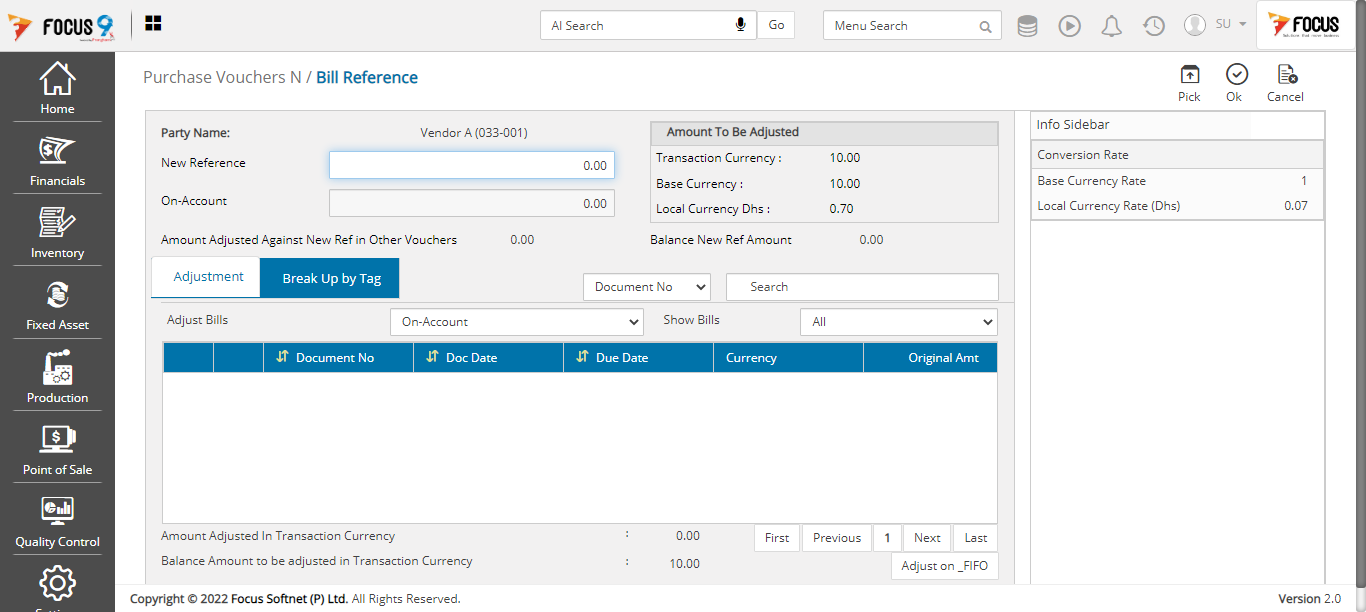 FOCUS 9
AI Search
Go
Menu Search
SU
FOCUS
Home
Financials
Inventory
Fixed Asset
Production
Point of Sale
Quality Control
Purchase Vouchers N / Bill Reference
Pick
Ok
Cancel
Party Name:
Vendor A (033-001)
New Reference
0.00
On-Account
0.00
Amount To Be Adjusted
Transaction Currency :
10.00
Base Currency :
10.00
Local Currency Dhs :
0.70
Amount Adjusted Against New Ref in Other Vouchers
0.00
Balance New Ref Amount
0.00
Adjustment
Break Up by Tag
Document No
Search
Adjust Bills
On-Account
Show Bills
All
Document No
Doc Date
Due Date
Currency
Original Amt
Amount Adjusted In Transaction Currency
:
0.00
Balance Amount to be adjusted in Transaction Currency
:
10.00
First
Previous
1
Next
Last
Adjust on _FIFO
Info Sidebar
Conversion Rate
Base Currency Rate
1
Local Currency Rate (Dhs)
0.07
Copyright © 2022 Focus Softnet (P) Ltd. All Rights Reserved.
Version 2.0